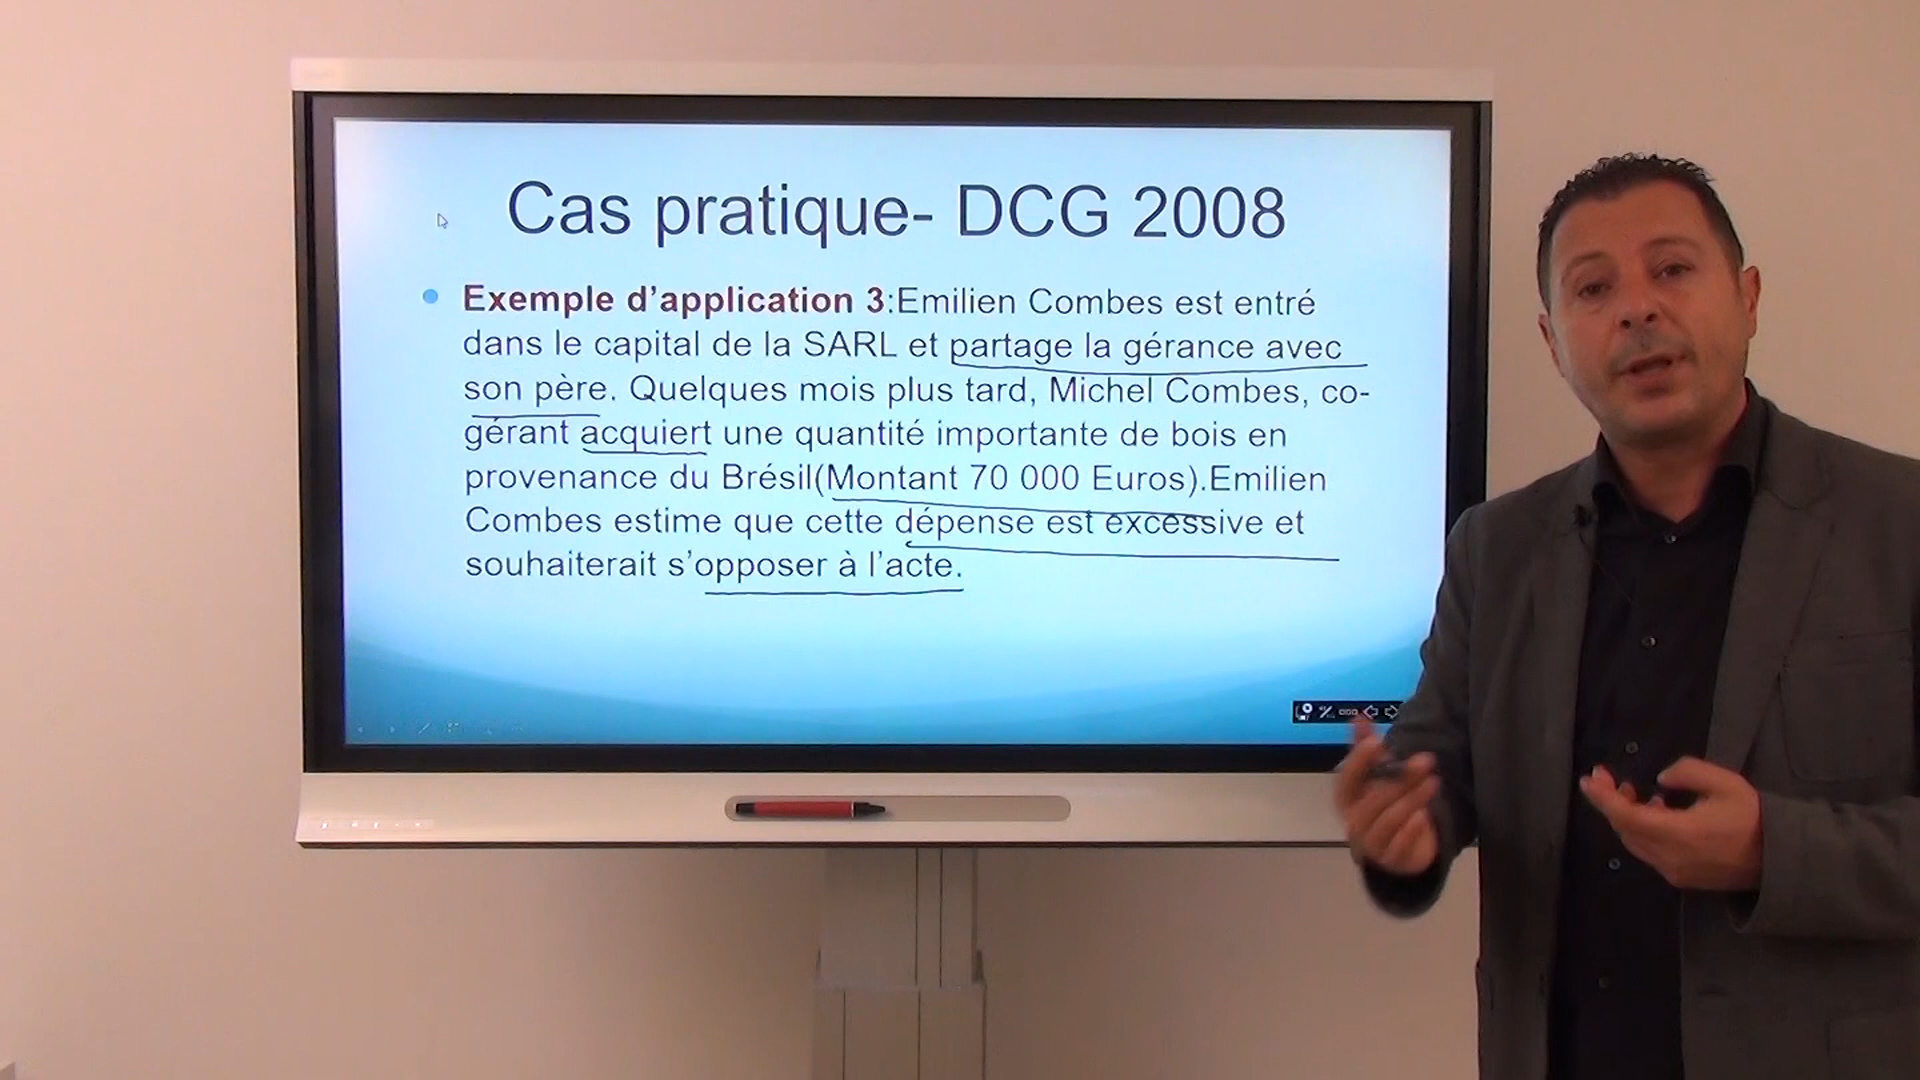 Cas pratique- DCG 2008
Exemple d’application 3:Emilien Combes est entré
dans le capital de la SARL et partage la gérance avec
son père. Quelques mois plus tard, Michel Combes, co-
gérant acquiert une quantité importante de bois en
provenance du Brésil(Montant 70 000 Euros).Emilien
Combes estime que cette dépense est excessive et
souhaiterait s’opposer à l’acte.